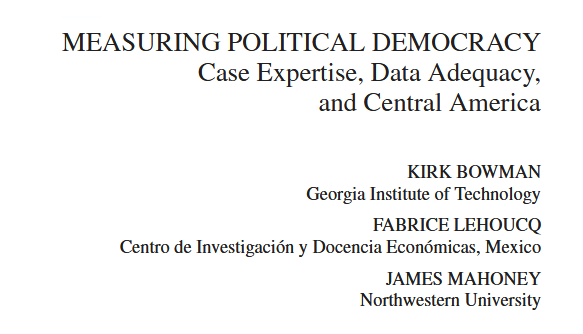 MEASURING POLITICAL DEMOCRACY
Case Expertise, Data Adequacy,
and Central America
KIRK BOWMAN
Georgia Institute of Technology
FABRICE LEHOUCQ
Centro de Investigación y Docencia Económicas, Mexico
JAMES MAHONEY
Northwestern University